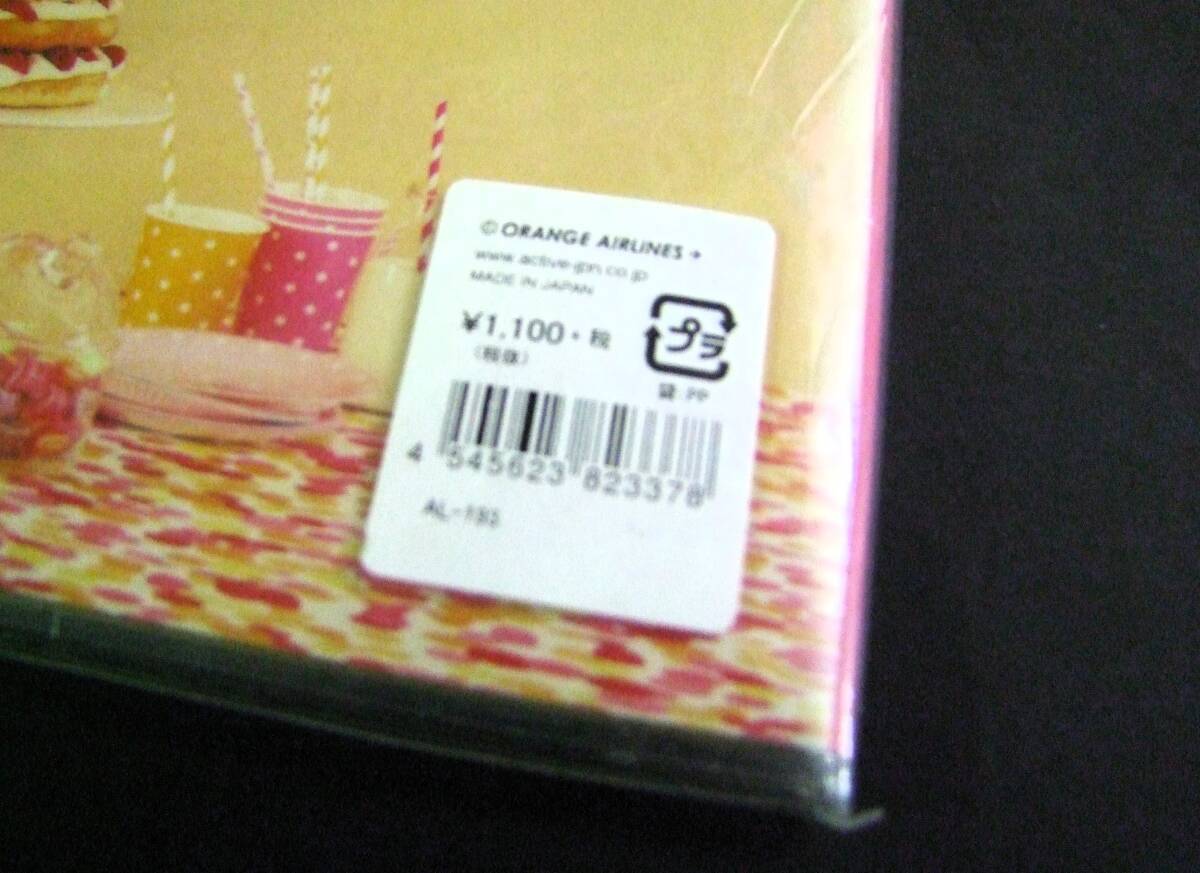 © ORANGE AIRLINES +
www.active-jpn.co.jp
MADE IN JAPAN
¥1,100+税
(税抜)
プラ
袋:PP
4 545623 823378